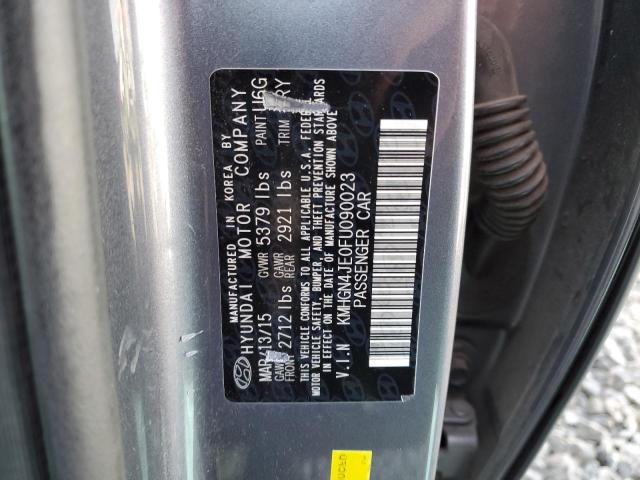 MANUFACTURED IN KOREA BY
HYUNDAI MOTOR COMPANY
MAR/13/15 GVWR 5379 lbs PAINT U6G
GAWR FRONT 2712 lbs GAWR REAR 2921 lbs TRIM RY
THIS VEHICLE CONFORMS TO ALL APPLICABLE U.S.A. FEDERAL
MOTOR VEHICLE SAFETY, BUMPER, AND THEFT PREVENTION STANDARDS
IN EFFECT ON THE DATE OF MANUFACTURE SHOWN ABOVE
V.I.N KMHGN4JE0FU090023
PASSENGER CAR